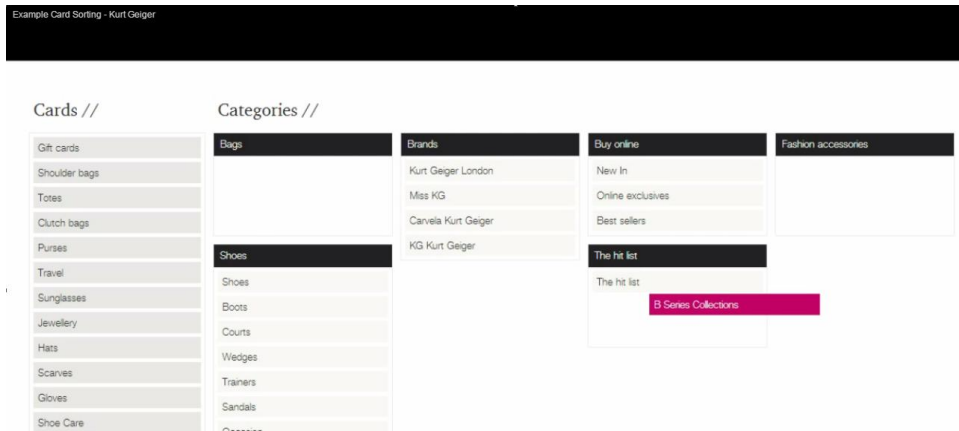 Example Card Sorting - Kurt Geiger
Cards //
Categories //
Gift cards
Shoulder bags
Totes
Clutch bags
Purses
Travel
Sunglasses
Jewellery
Hats
Scarves
Gloves
Shoe Care
Bags
Shoes
Shoes
Boots
Courts
Wedges
Trainers
Sandals
Brands
Kurt Geiger London
Miss KG
Carvela Kurt Geiger
KG Kurt Geiger
Buy online
New In
Online exclusives
Best sellers
The hit list
The hit list
B Series Collections
Fashion accessories